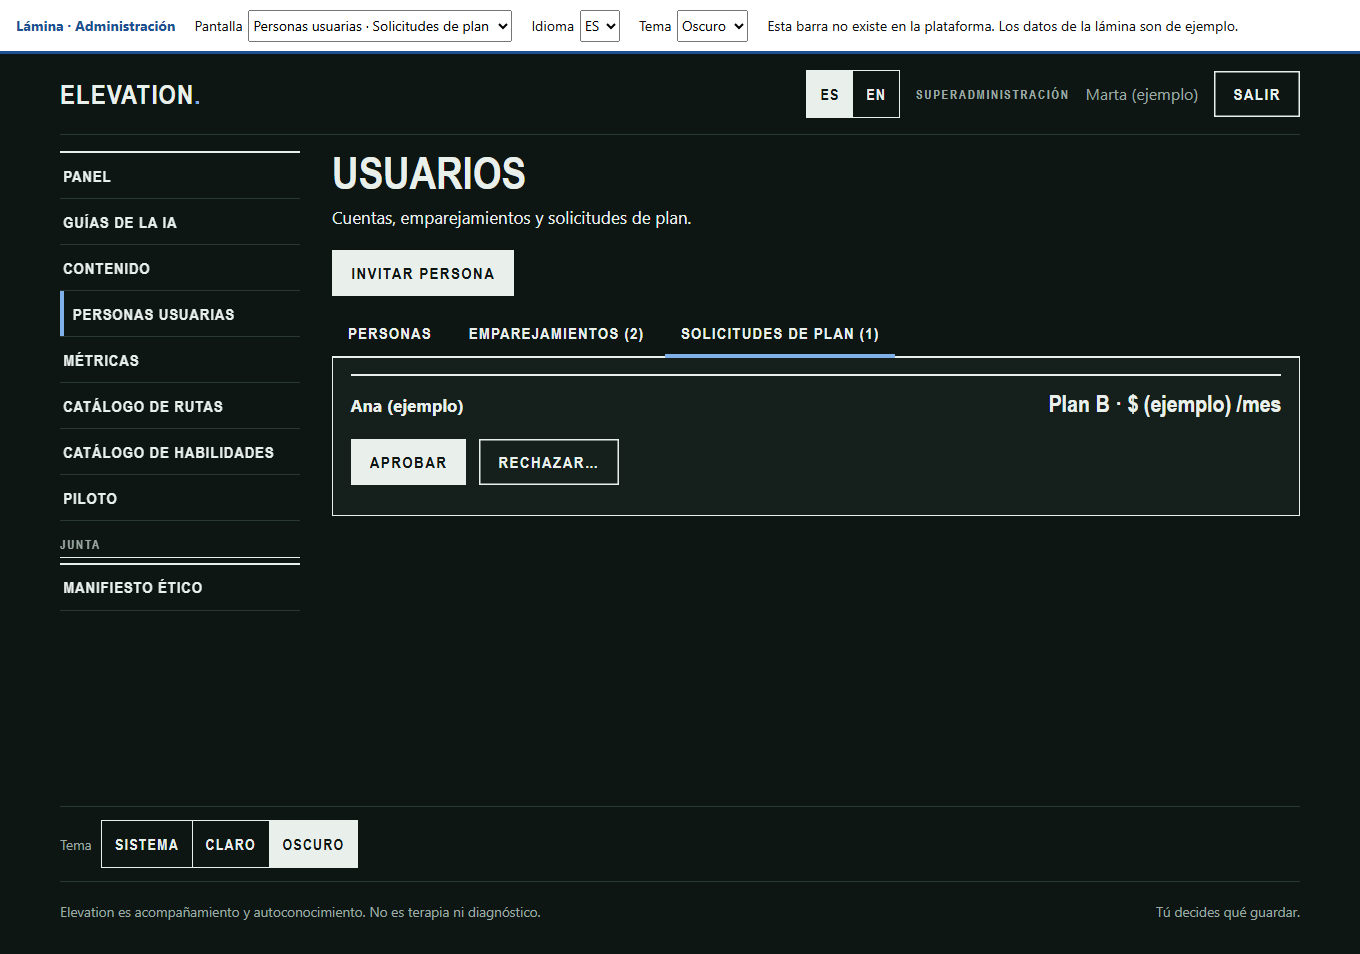 Lámina · Administración Pantalla Personas usuarias · Solicitudes de plan Idioma ES Tema Oscuro Esta barra no existe en la plataforma. Los datos de la lámina son de ejemplo.
ELEVATION. ES EN SUPERADMINISTRACIÓN Marta (ejemplo) SALIR
PANEL
GUÍAS DE LA IA
CONTENIDO
PERSONAS USUARIAS
MÉTRICAS
CATÁLOGO DE RUTAS
CATÁLOGO DE HABILIDADES
PILOTO
JUNTA
MANIFIESTO ÉTICO
USUARIOS
Cuentas, emparejamientos y solicitudes de plan.
INVITAR PERSONA
PERSONAS EMPAREJAMIENTOS (2) SOLICITUDES DE PLAN (1)
Ana (ejemplo) Plan B · $ (ejemplo) /mes
APROBAR RECHAZAR…
Tema SISTEMA CLARO OSCURO
Elevation es acompañamiento y autoconocimiento. No es terapia ni diagnóstico. Tú decides qué guardar.